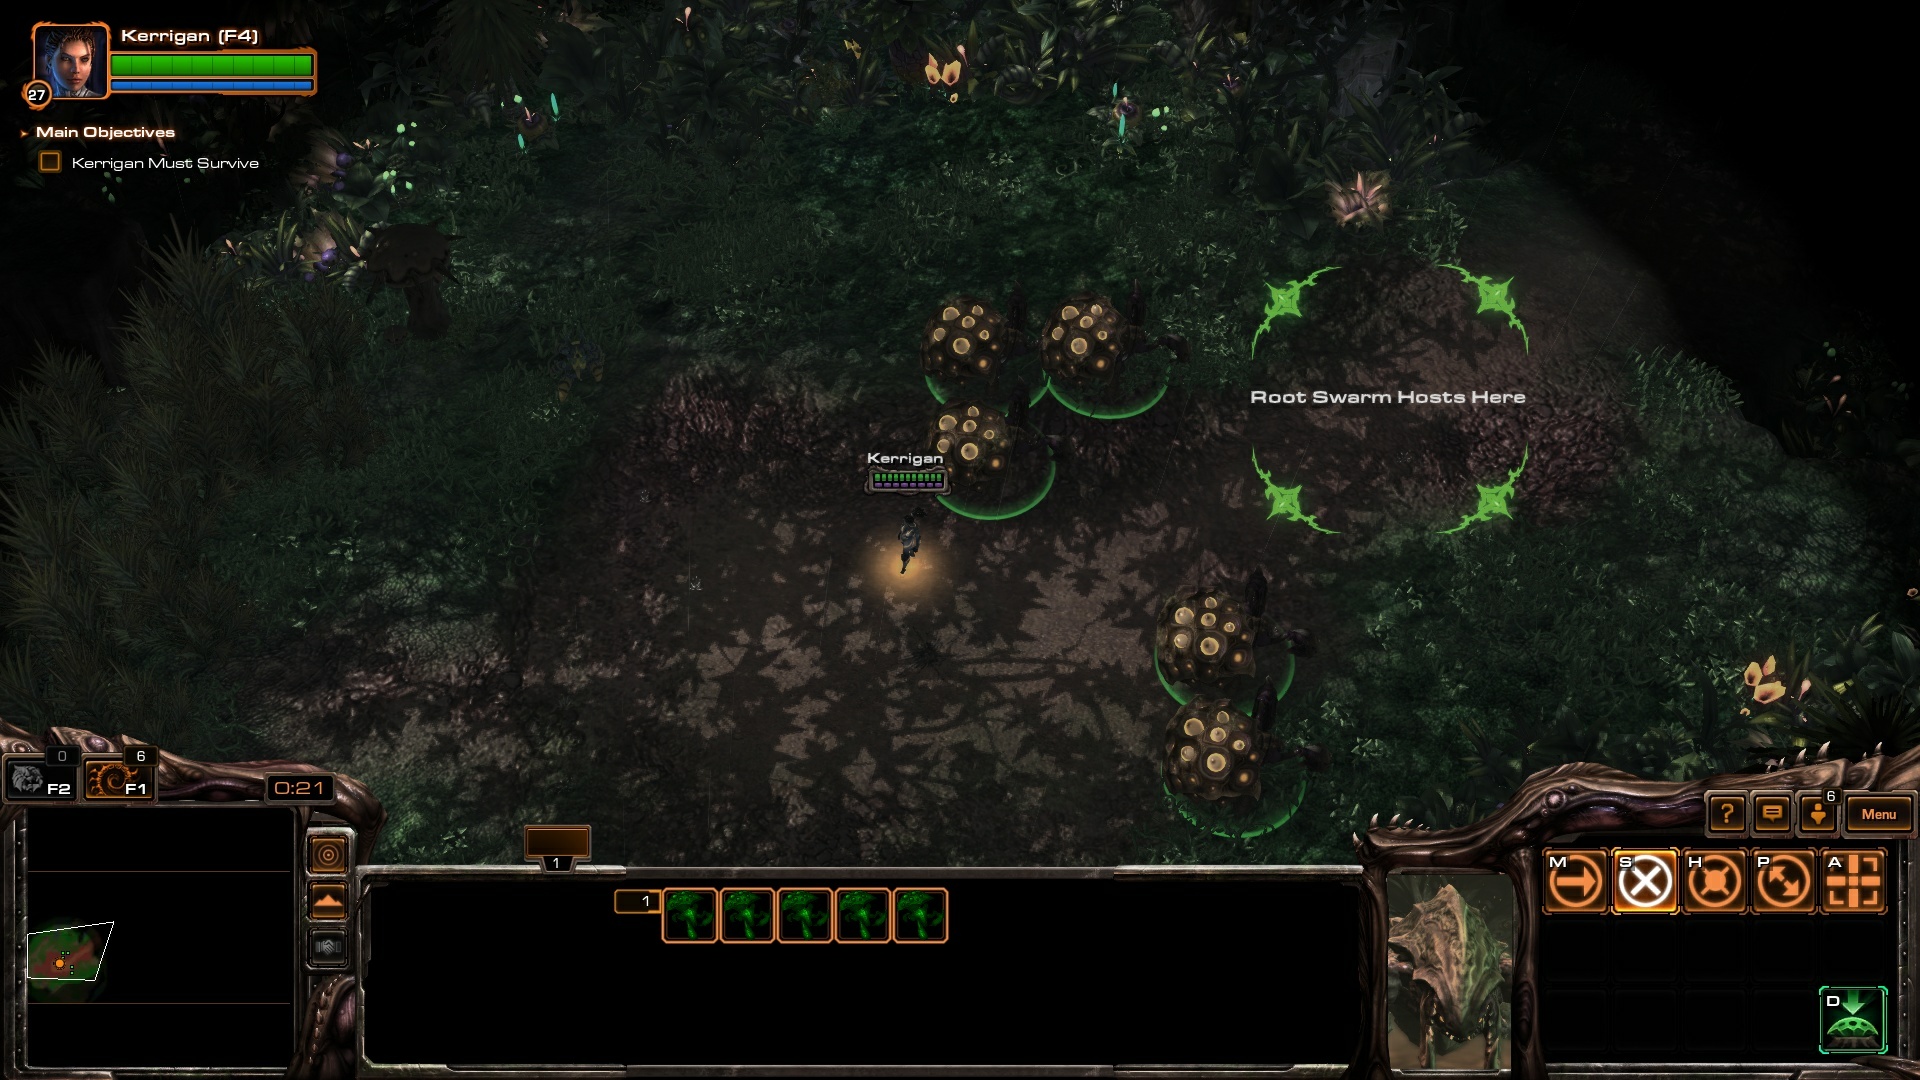 Kerrigan (F4)
27
Main Objectives
Kerrigan Must Survive
Root Swarm Hosts Here
Kerrigan
0
6
F2
F1
0:21
1
1
6
?
Menu
M
S
H
P
A
D